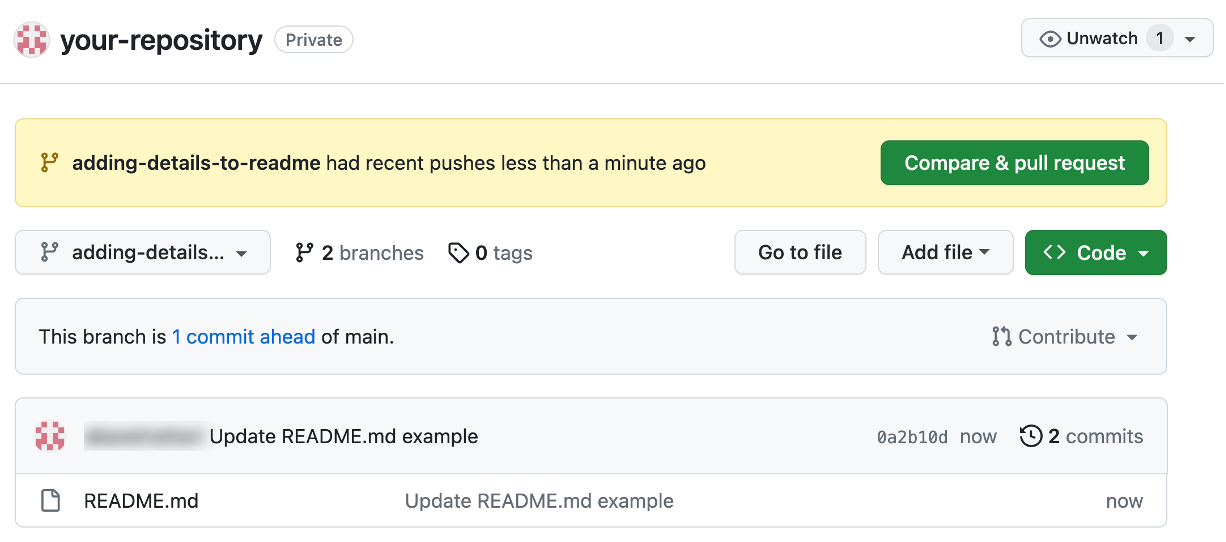 your-repository Private Unwatch 1
adding-details-to-readme had recent pushes less than a minute ago Compare & pull request
adding-details... 2 branches 0 tags Go to file Add file Code
This branch is 1 commit ahead of main. Contribute
Update README.md example 0a2b10d now 2 commits
README.md Update README.md example now